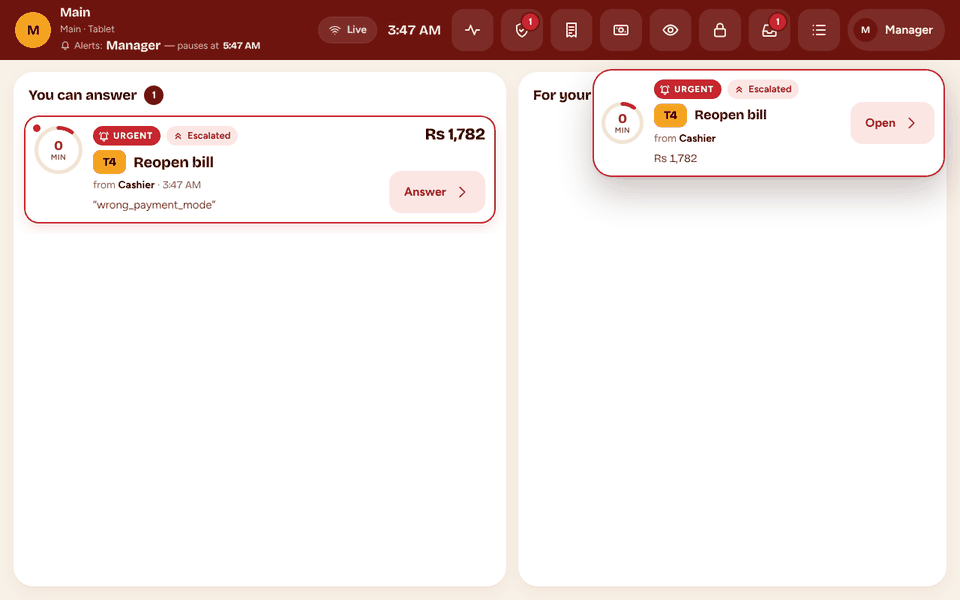 M
Main
Main · Tablet
Alerts: Manager — pauses at 5:47 AM
Live
3:47 AM
1
1
M
Manager
You can answer 1
0
MIN
URGENT
Escalated
Rs 1,782
T4 Reopen bill
from Cashier · 3:47 AM
Answer
“wrong_payment_mode”
For your
0
MIN
URGENT
Escalated
T4 Reopen bill
from Cashier
Rs 1,782
Open